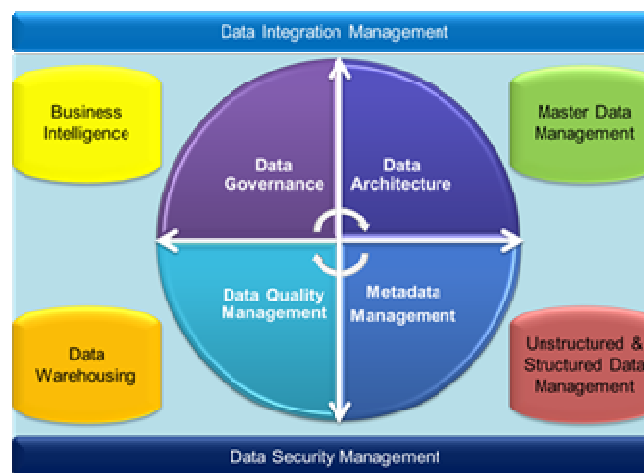 Data Integration Management
Business
Intelligence
Master Data
Management
Data
Governance
Data
Architecture
Data Quality
Management
Metadata
Management
Data
Warehousing
Unstructured &
Structured Data
Management
Data Security Management